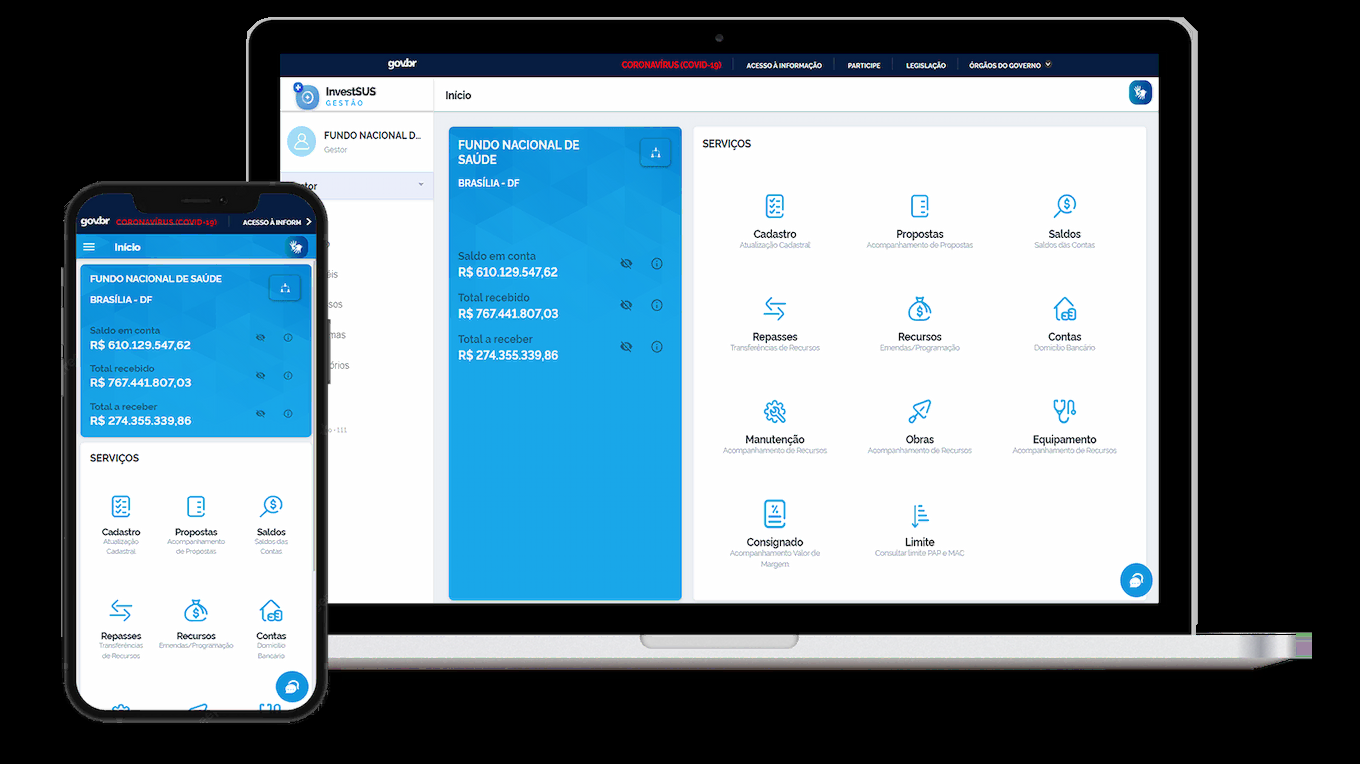 gov.br
CORONAVÍRUS (COVID-19)
ACESSO À INFORMAÇÃO
PARTICIPE
LEGISLAÇÃO
ÓRGÃOS DO GOVERNO
InvestSUS
GESTÃO
Início
FUNDO NACIONAL D...
Gestor
FUNDO NACIONAL DE
SAÚDE
BRASÍLIA - DF
Saldo em conta
R$ 610.129.547,62
Total recebido
R$ 767.441.807,03
Total a receber
R$ 274.355.339,86
SERVIÇOS
Cadastro
Atualização Cadastral
Propostas
Acompanhamento de Propostas
Saldos
Saldos das Contas
Repasses
Transferências de Recursos
Recursos
Emendas/Programação
Contas
Domicílio Bancário
Manutenção
Acompanhamento de Recursos
Obras
Acompanhamento de Recursos
Equipamento
Acompanhamento de Recursos
Consignado
Acompanhamento Valor de
Margem
Limite
Consultar limite PAP e MAC
gov.br
CORONAVÍRUS (COVID-19)
ACESSO À INFORM
Início
FUNDO NACIONAL DE SAÚDE
BRASÍLIA - DF
Saldo em conta
R$ 610.129.547,62
Total recebido
R$ 767.441.807,03
Total a receber
R$ 274.355.339,86
SERVIÇOS
Cadastro
Atualização
Cadastral
Propostas
Acompanhamento
de Propostas
Saldos
Saldos das
Contas
Repasses
Transferências
de Recursos
Recursos
Emendas/Programação
Contas
Domicílio
Bancário